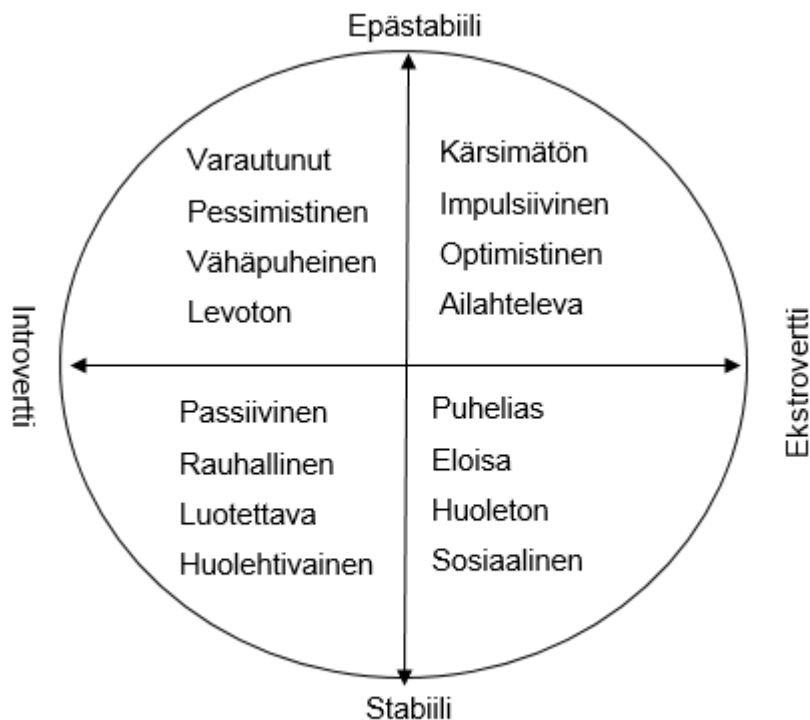 Epästabiili
Varautunut
Pessimistinen
Vähäpuheinen
Levoton
Kärsimätön
Impulsiivinen
Optimistinen
Ailahteleva
Introvertti
Ekstrovertti
Passiivinen
Rauhallinen
Luotettava
Huolehtivainen
Puhelias
Eloisa
Huoleton
Sosiaalinen
Stabiili